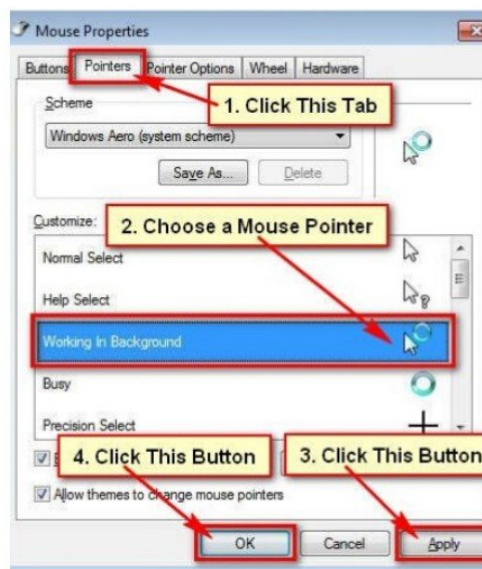 Mouse Properties
Buttons Pointers Pointer Options Wheel Hardware
Scheme
1. Click This Tab
Windows Aero (system scheme)
Save As... Delete
Customize:
2. Choose a Mouse Pointer
Normal Select
Help Select
Working In Background
Busy
Precision Select
4. Click This Button
3. Click This Button
Allow themes to change mouse pointers
OK Cancel Apply